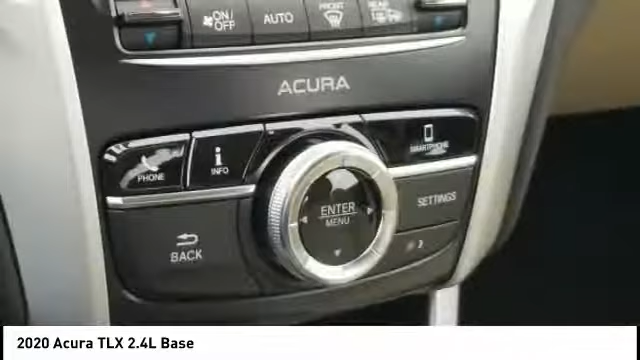 ON/
OFF
AUTO
FRONT
REAR
ACURA
PHONE
i
INFO
SMARTPHONE
ENTER
MENU
SETTINGS
BACK
2020 Acura TLX 2.4L Base